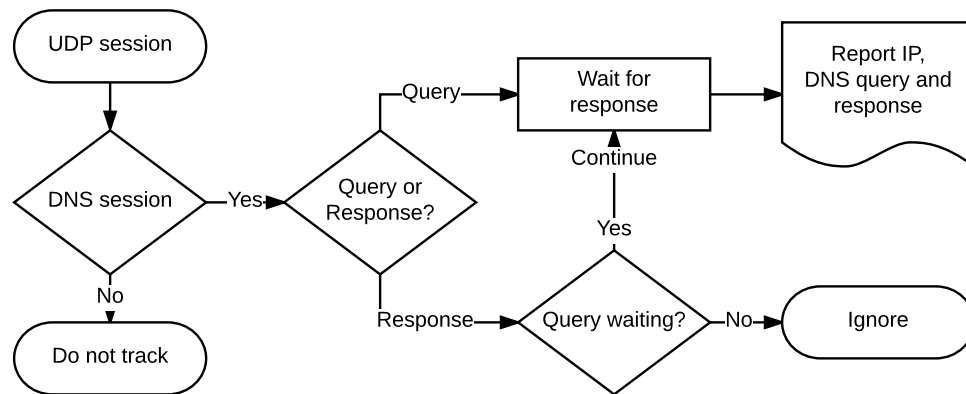 UDP session
DNS session
Yes
No
Do not track
Query or
Response?
Query
Response
Wait for
response
Continue
Yes
Query waiting?
No
Report IP,
DNS query and
response
Ignore